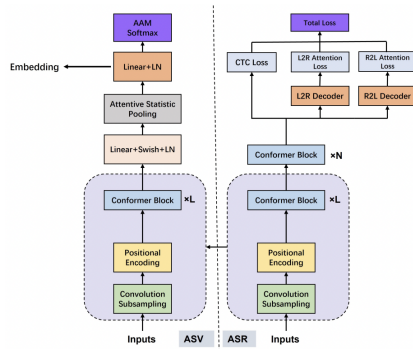 AAM
Softmax
Embedding
Linear+LN
Attentive Statistic
Pooling
Linear+Swish+LN
Conformer Block
×L
Positional
Encoding
Convolution
Subsampling
Inputs
ASV
Total Loss
CTC Loss
L2R Attention
Loss
R2L Attention
Loss
L2R Decoder
R2L Decoder
Conformer Block
×N
Conformer Block
×L
Positional
Encoding
Convolution
Subsampling
ASR
Inputs